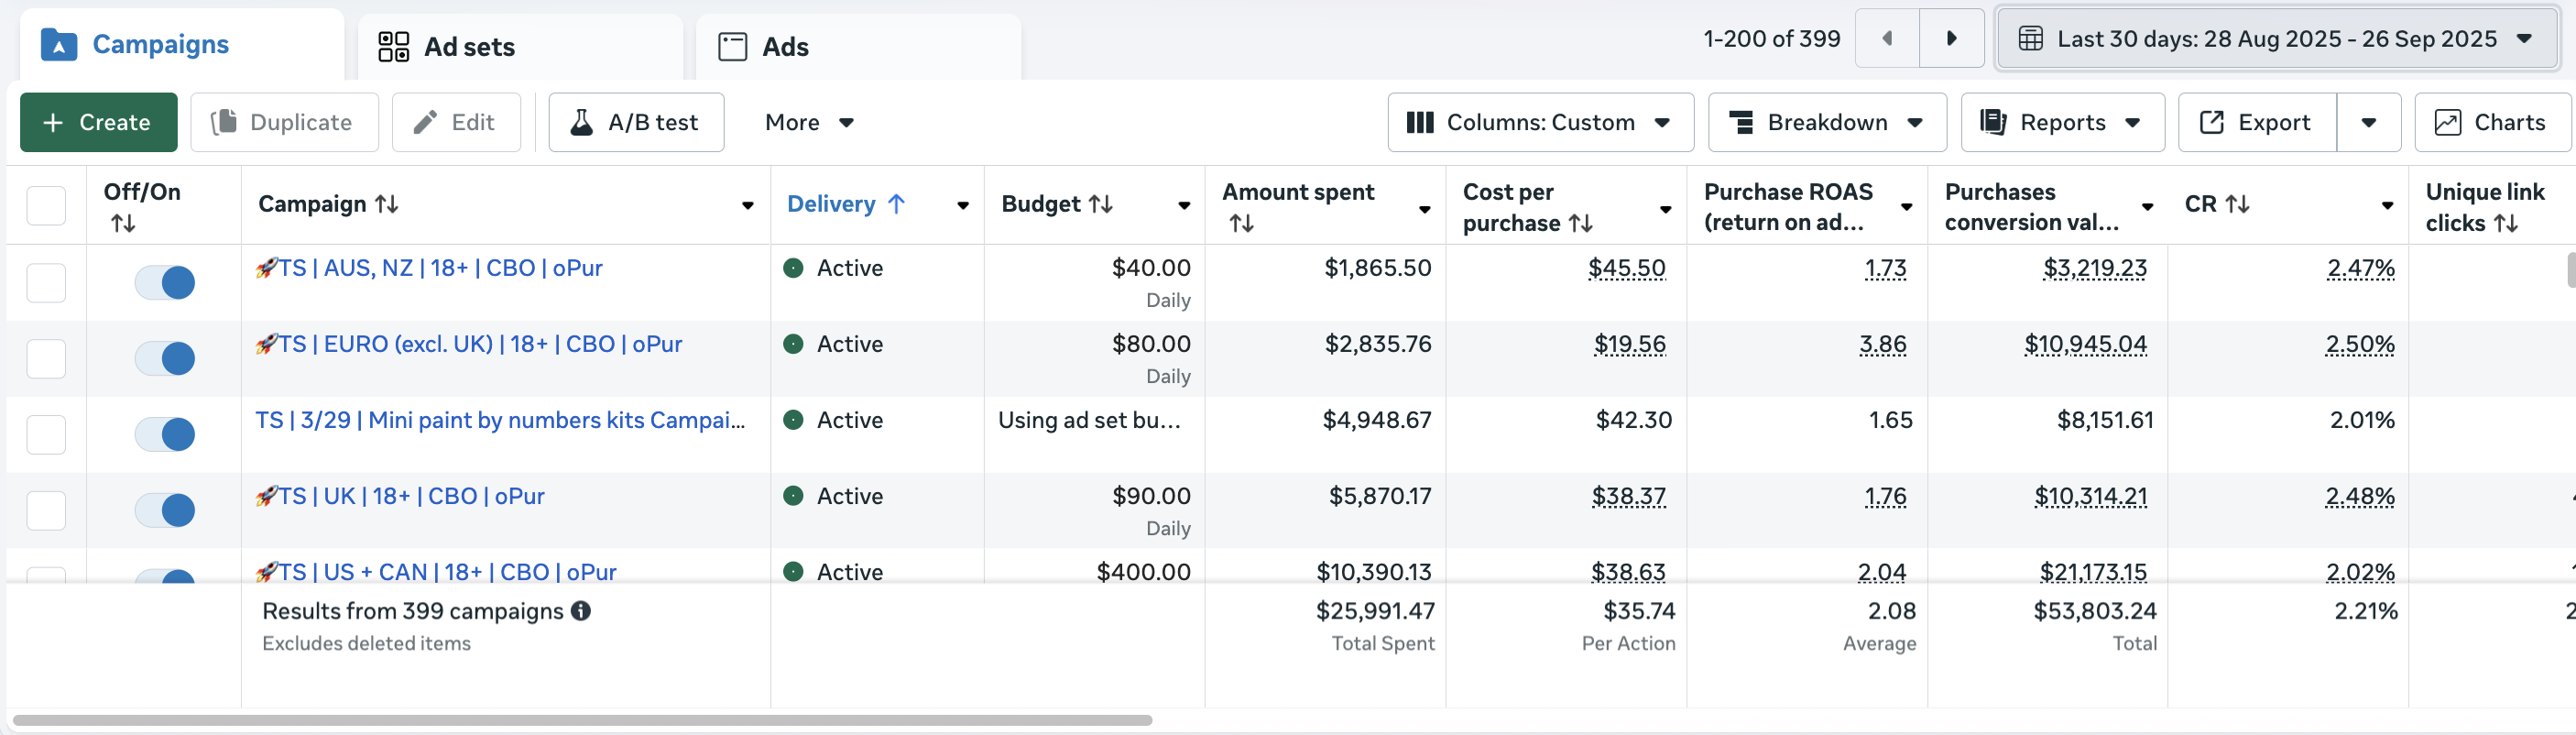 Campaigns
Ad sets
Ads
1-200 of 399
Last 30 days: 28 Aug 2025 - 26 Sep 2025
+ Create
Duplicate
Edit
A/B test
More
Columns: Custom
Breakdown
Reports
Export
Charts
Off/On
Campaign
Delivery
Budget
Amount spent
Cost per purchase
Purchase ROAS (return on ad...
Purchases conversion val...
CR
Unique link clicks
🚀TS | AUS, NZ | 18+ | CBO | oPur
Active
$40.00
Daily
$1,865.50
$45.50
1.73
$3,219.23
2.47%
🚀TS | EURO (excl. UK) | 18+ | CBO | oPur
Active
$80.00
Daily
$2,835.76
$19.56
3.86
$10,945.04
2.50%
TS | 3/29 | Mini paint by numbers kits Campai...
Active
Using ad set bu...
$4,948.67
$42.30
1.65
$8,151.61
2.01%
🚀TS | UK | 18+ | CBO | oPur
Active
$90.00
Daily
$5,870.17
$38.37
1.76
$10,314.21
2.48%
🚀TS | US + CAN | 18+ | CBO | oPur
Active
$400.00
$10,390.13
$38.63
2.04
$21,173.15
2.02%
Results from 399 campaigns
Excludes deleted items
$25,991.47
Total Spent
$35.74
Per Action
2.08
Average
$53,803.24
Total
2.21%